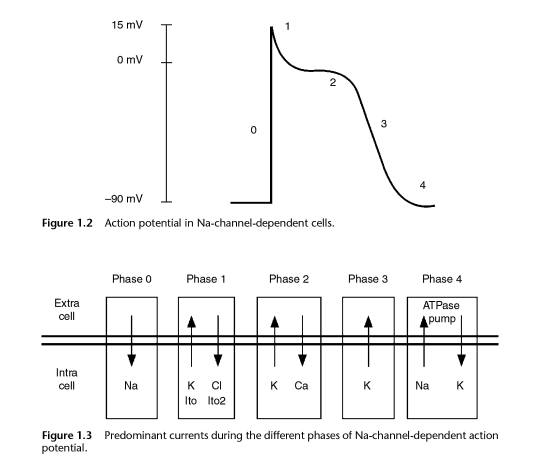 15 mV
1
0 mV
2
3
0
4
–90 mV
Figure 1.2 Action potential in Na-channel-dependent cells.
Phase 0 Phase 1 Phase 2 Phase 3 Phase 4
Extra
cell
ATPase
pump
Intra
cell
Na K Cl K Ca K Na K
Ito Ito2
Figure 1.3 Predominant currents during the different phases of Na-channel-dependent action
potential.